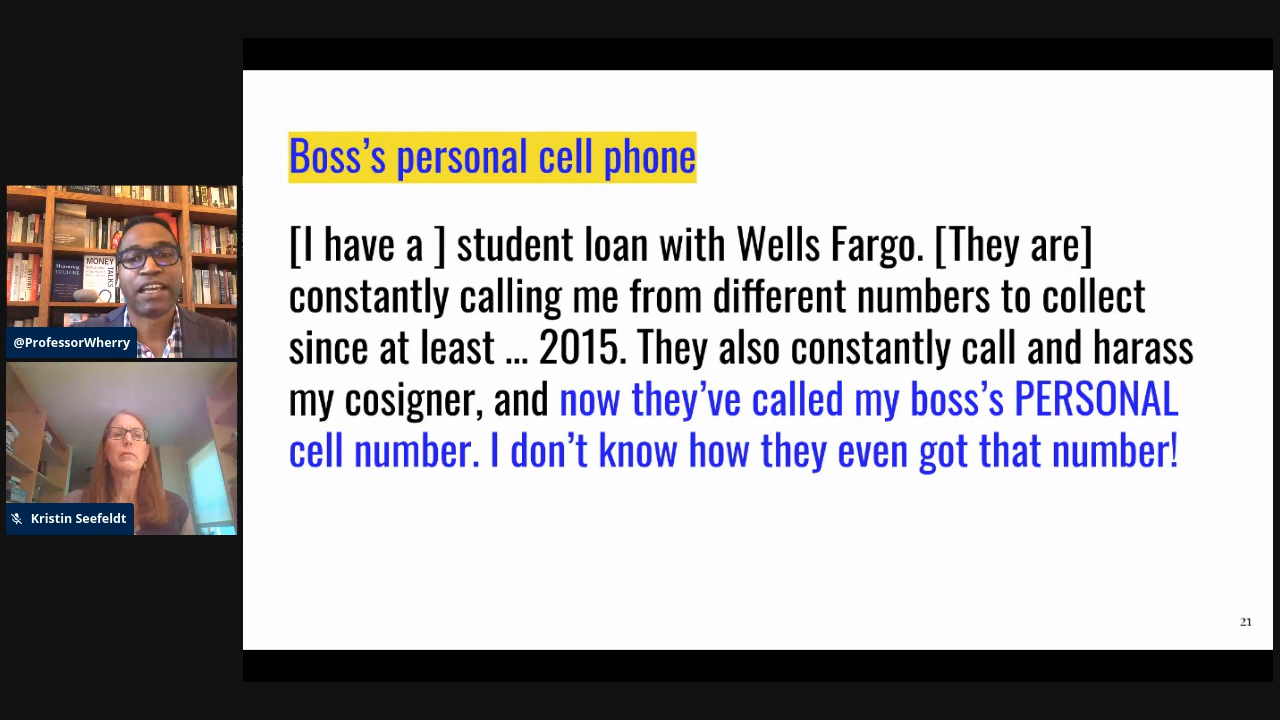 Boss’s personal cell phone
[I have a ] student loan with Wells Fargo. [They are]
constantly calling me from different numbers to collect
since at least ... 2015. They also constantly call and harass
my cosigner, and now they’ve called my boss’s PERSONAL
cell number. I don’t know how they even got that number!
21
MONEY
TALKS
@ProfessorWherry
Kristin Seefeldt